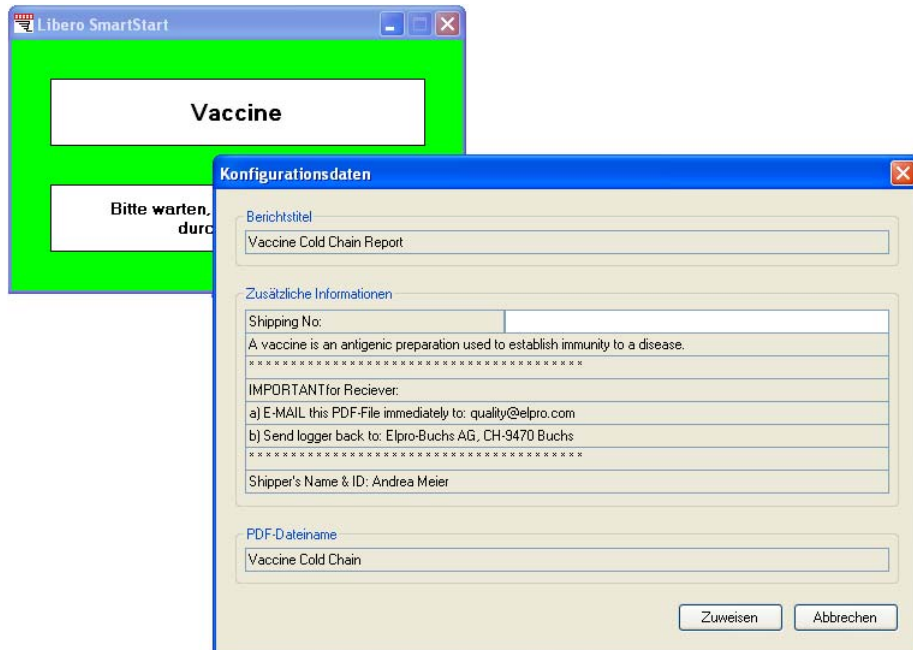 Libero SmartStart
Vaccine
Bitte warten,
durc
Konfigurationsdaten
Berichtstitel
Vaccine Cold Chain Report
Zusätzliche Informationen
Shipping No:
A vaccine is an antigenic preparation used to establish immunity to a disease.
* * * * * * * * * * * * * * * * * * * * * * * * * * * * * * * * * * * * * * * *
IMPORTANTfor Reciever:
a) E-MAIL this PDF-File immediately to: quality@elpro.com
b) Send logger back to: Elpro-Buchs AG, CH-9470 Buchs
* * * * * * * * * * * * * * * * * * * * * * * * * * * * * * * * * * * * * * * *
Shipper's Name & ID: Andrea Meier
PDF-Dateiname
Vaccine Cold Chain
Zuweisen Abbrechen